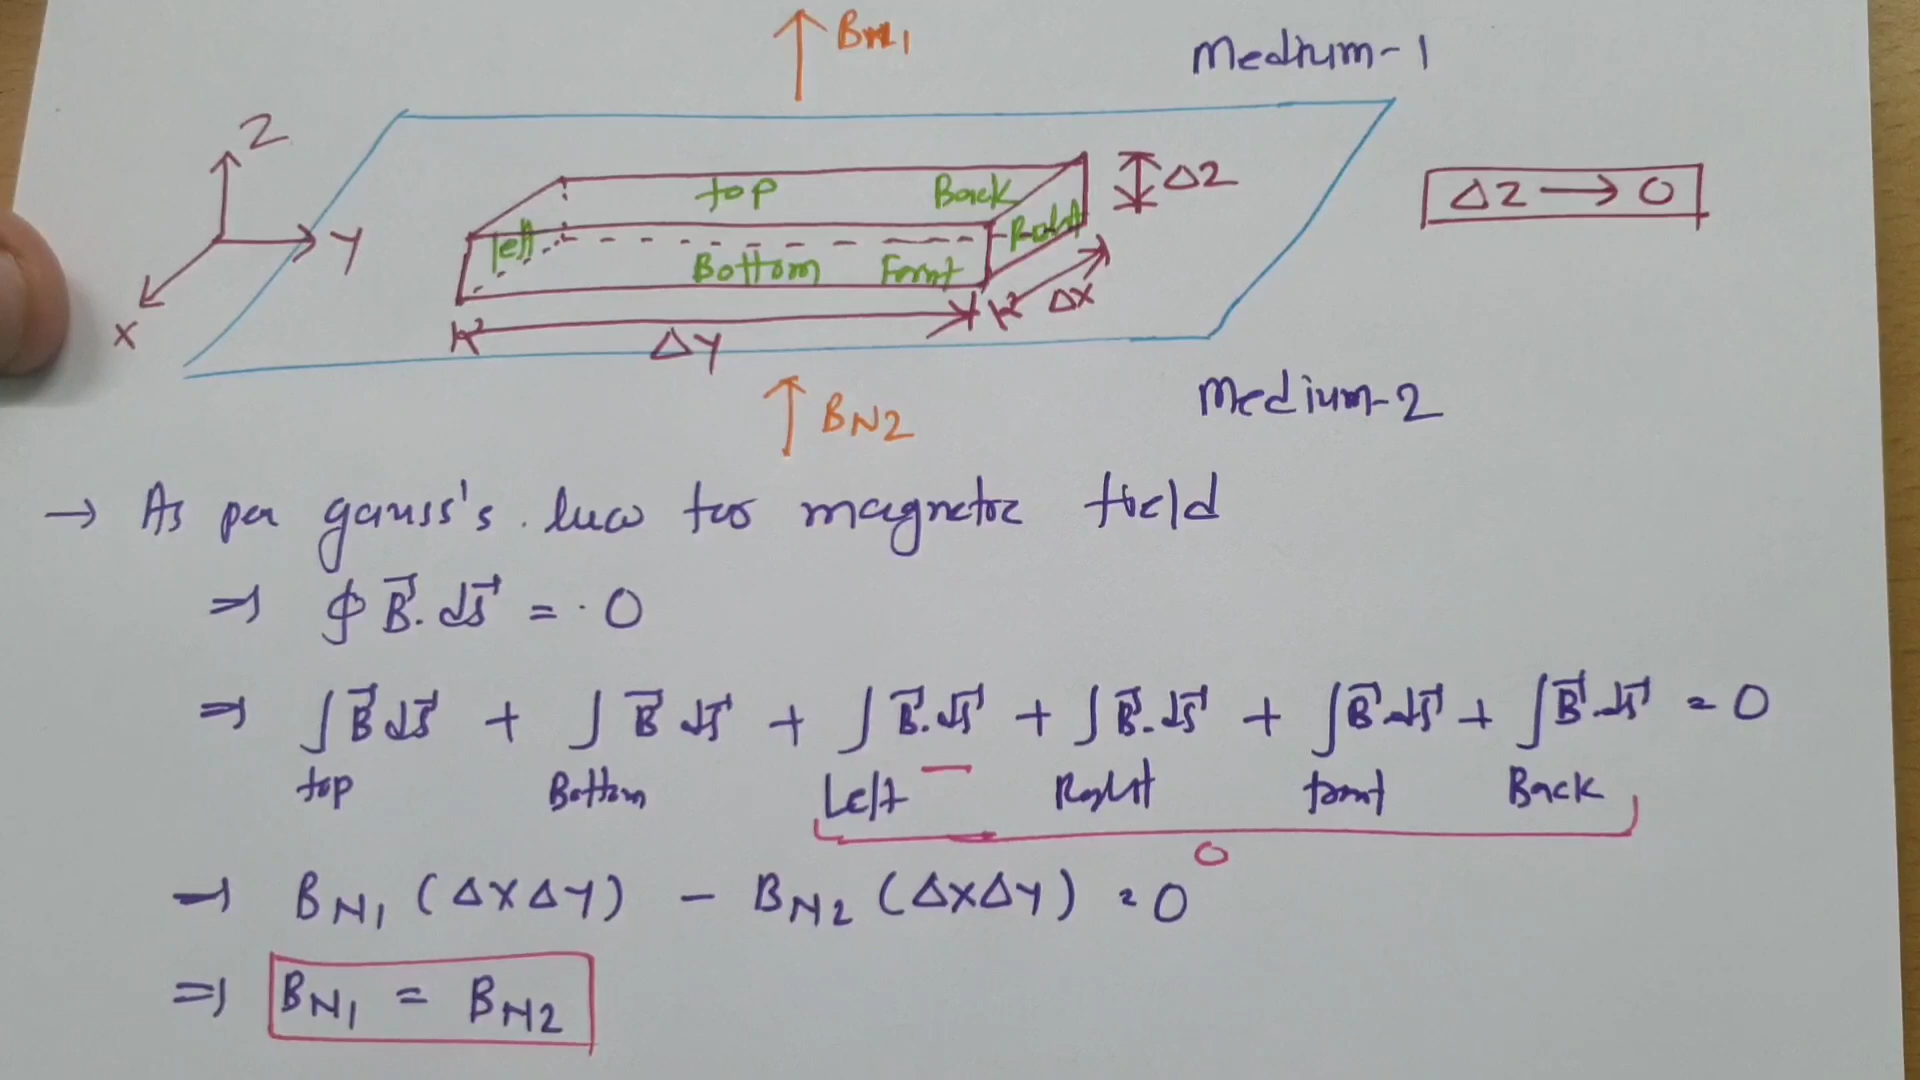 BN1
Medium-1
Z
top
Back
ΔZ
ΔZ → 0
Y
left
Right
Bottom
Front
ΔX
X
ΔY
BN2
Medium-2
→ As per gauss's law for magnetic field
⇒ ∮ B⃗. dS⃗ = 0
⇒ ∫ B⃗ dS⃗ + ∫ B⃗ dS⃗ + ∫ B⃗. dS⃗ + ∫ B⃗. dS⃗ + ∫ B⃗. dS⃗ + ∫ B⃗. dS⃗ = 0
top Bottom Left Right front Back
0
→ BN1 (ΔXΔY) - BN2 (ΔXΔY) = 0
⇒ BN1 = BN2